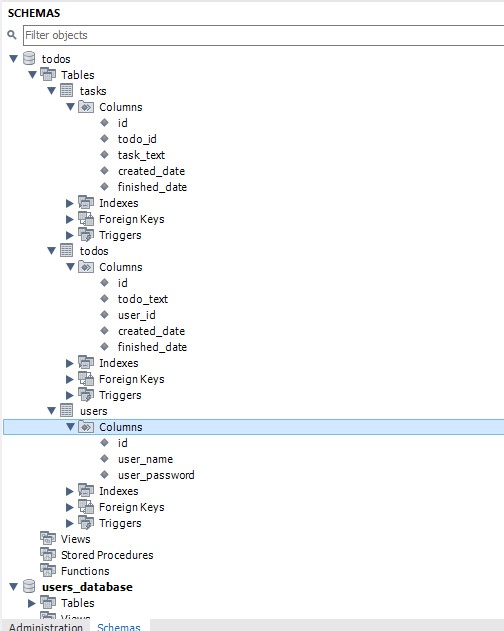 SCHEMAS
Filter objects
todos
Tables
tasks
Columns
id
todo_id
task_text
created_date
finished_date
Indexes
Foreign Keys
Triggers
todos
Columns
id
todo_text
user_id
created_date
finished_date
Indexes
Foreign Keys
Triggers
users
Columns
id
user_name
user_password
Indexes
Foreign Keys
Triggers
Views
Stored Procedures
Functions
users_database
Tables
Views
Administration Schemas